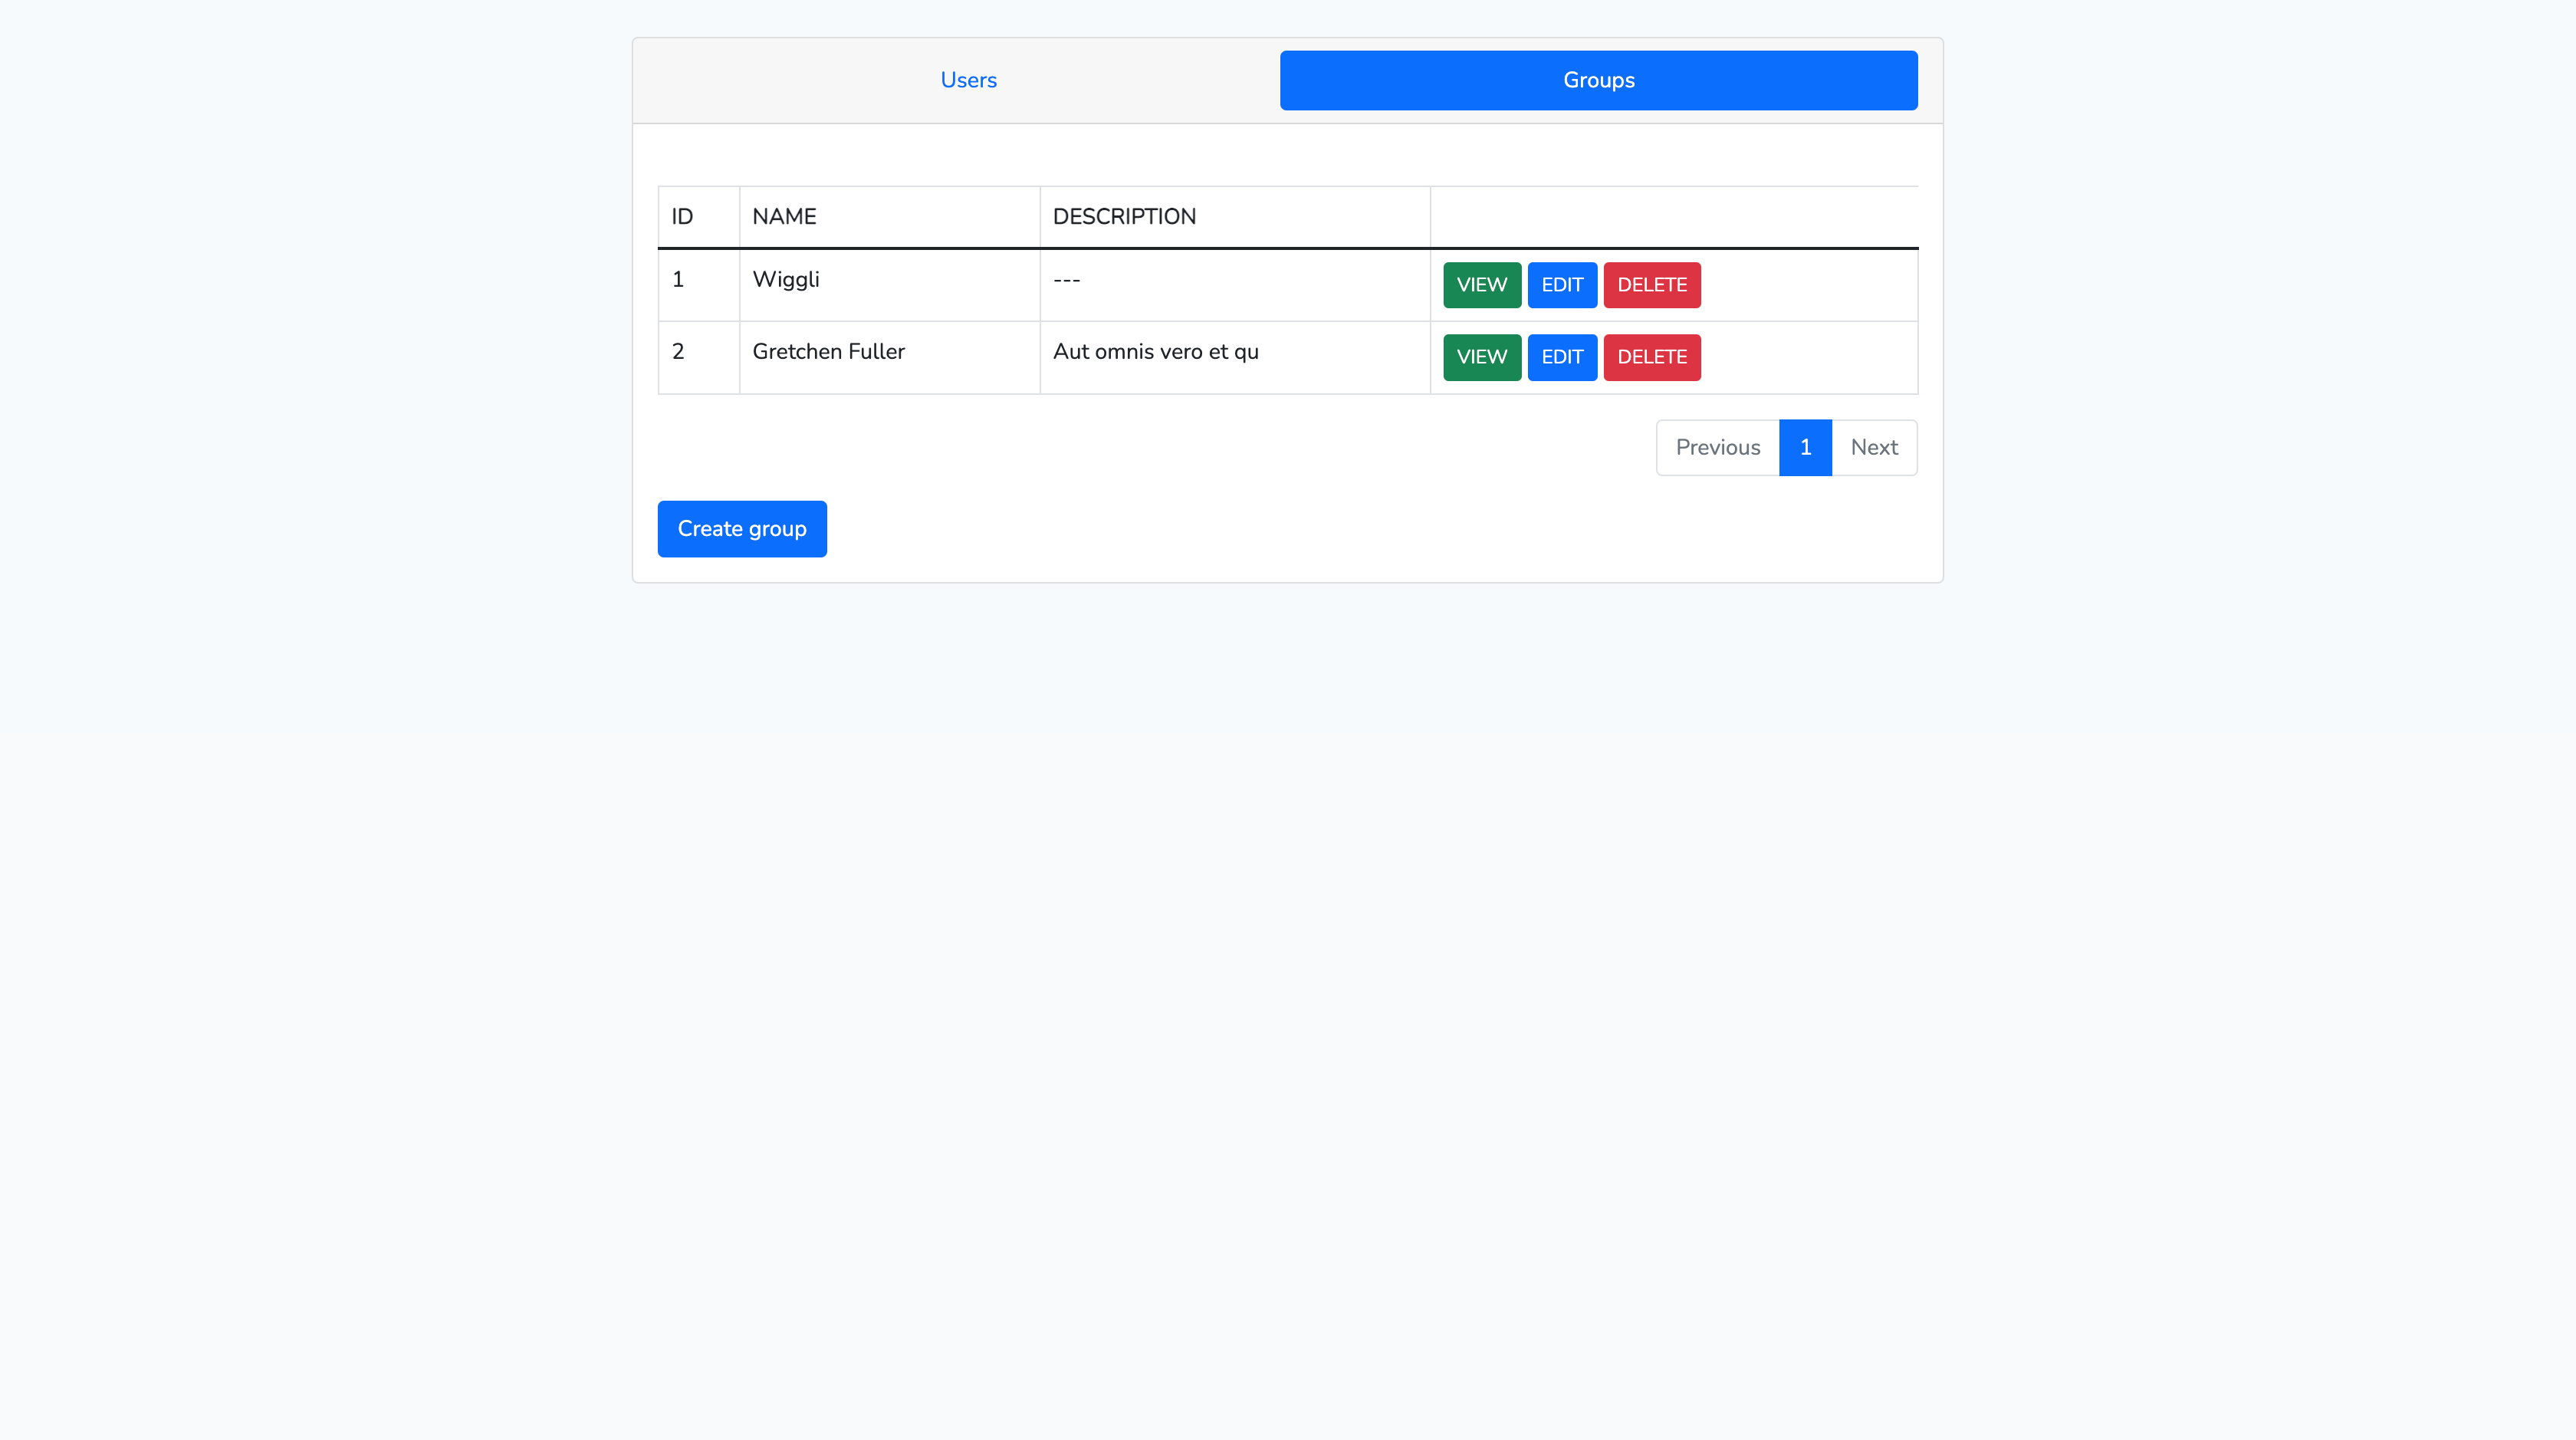 Users Groups
ID NAME DESCRIPTION
1 Wiggli --- VIEW EDIT DELETE
2 Gretchen Fuller Aut omnis vero et qu VIEW EDIT DELETE
Previous 1 Next
Create group